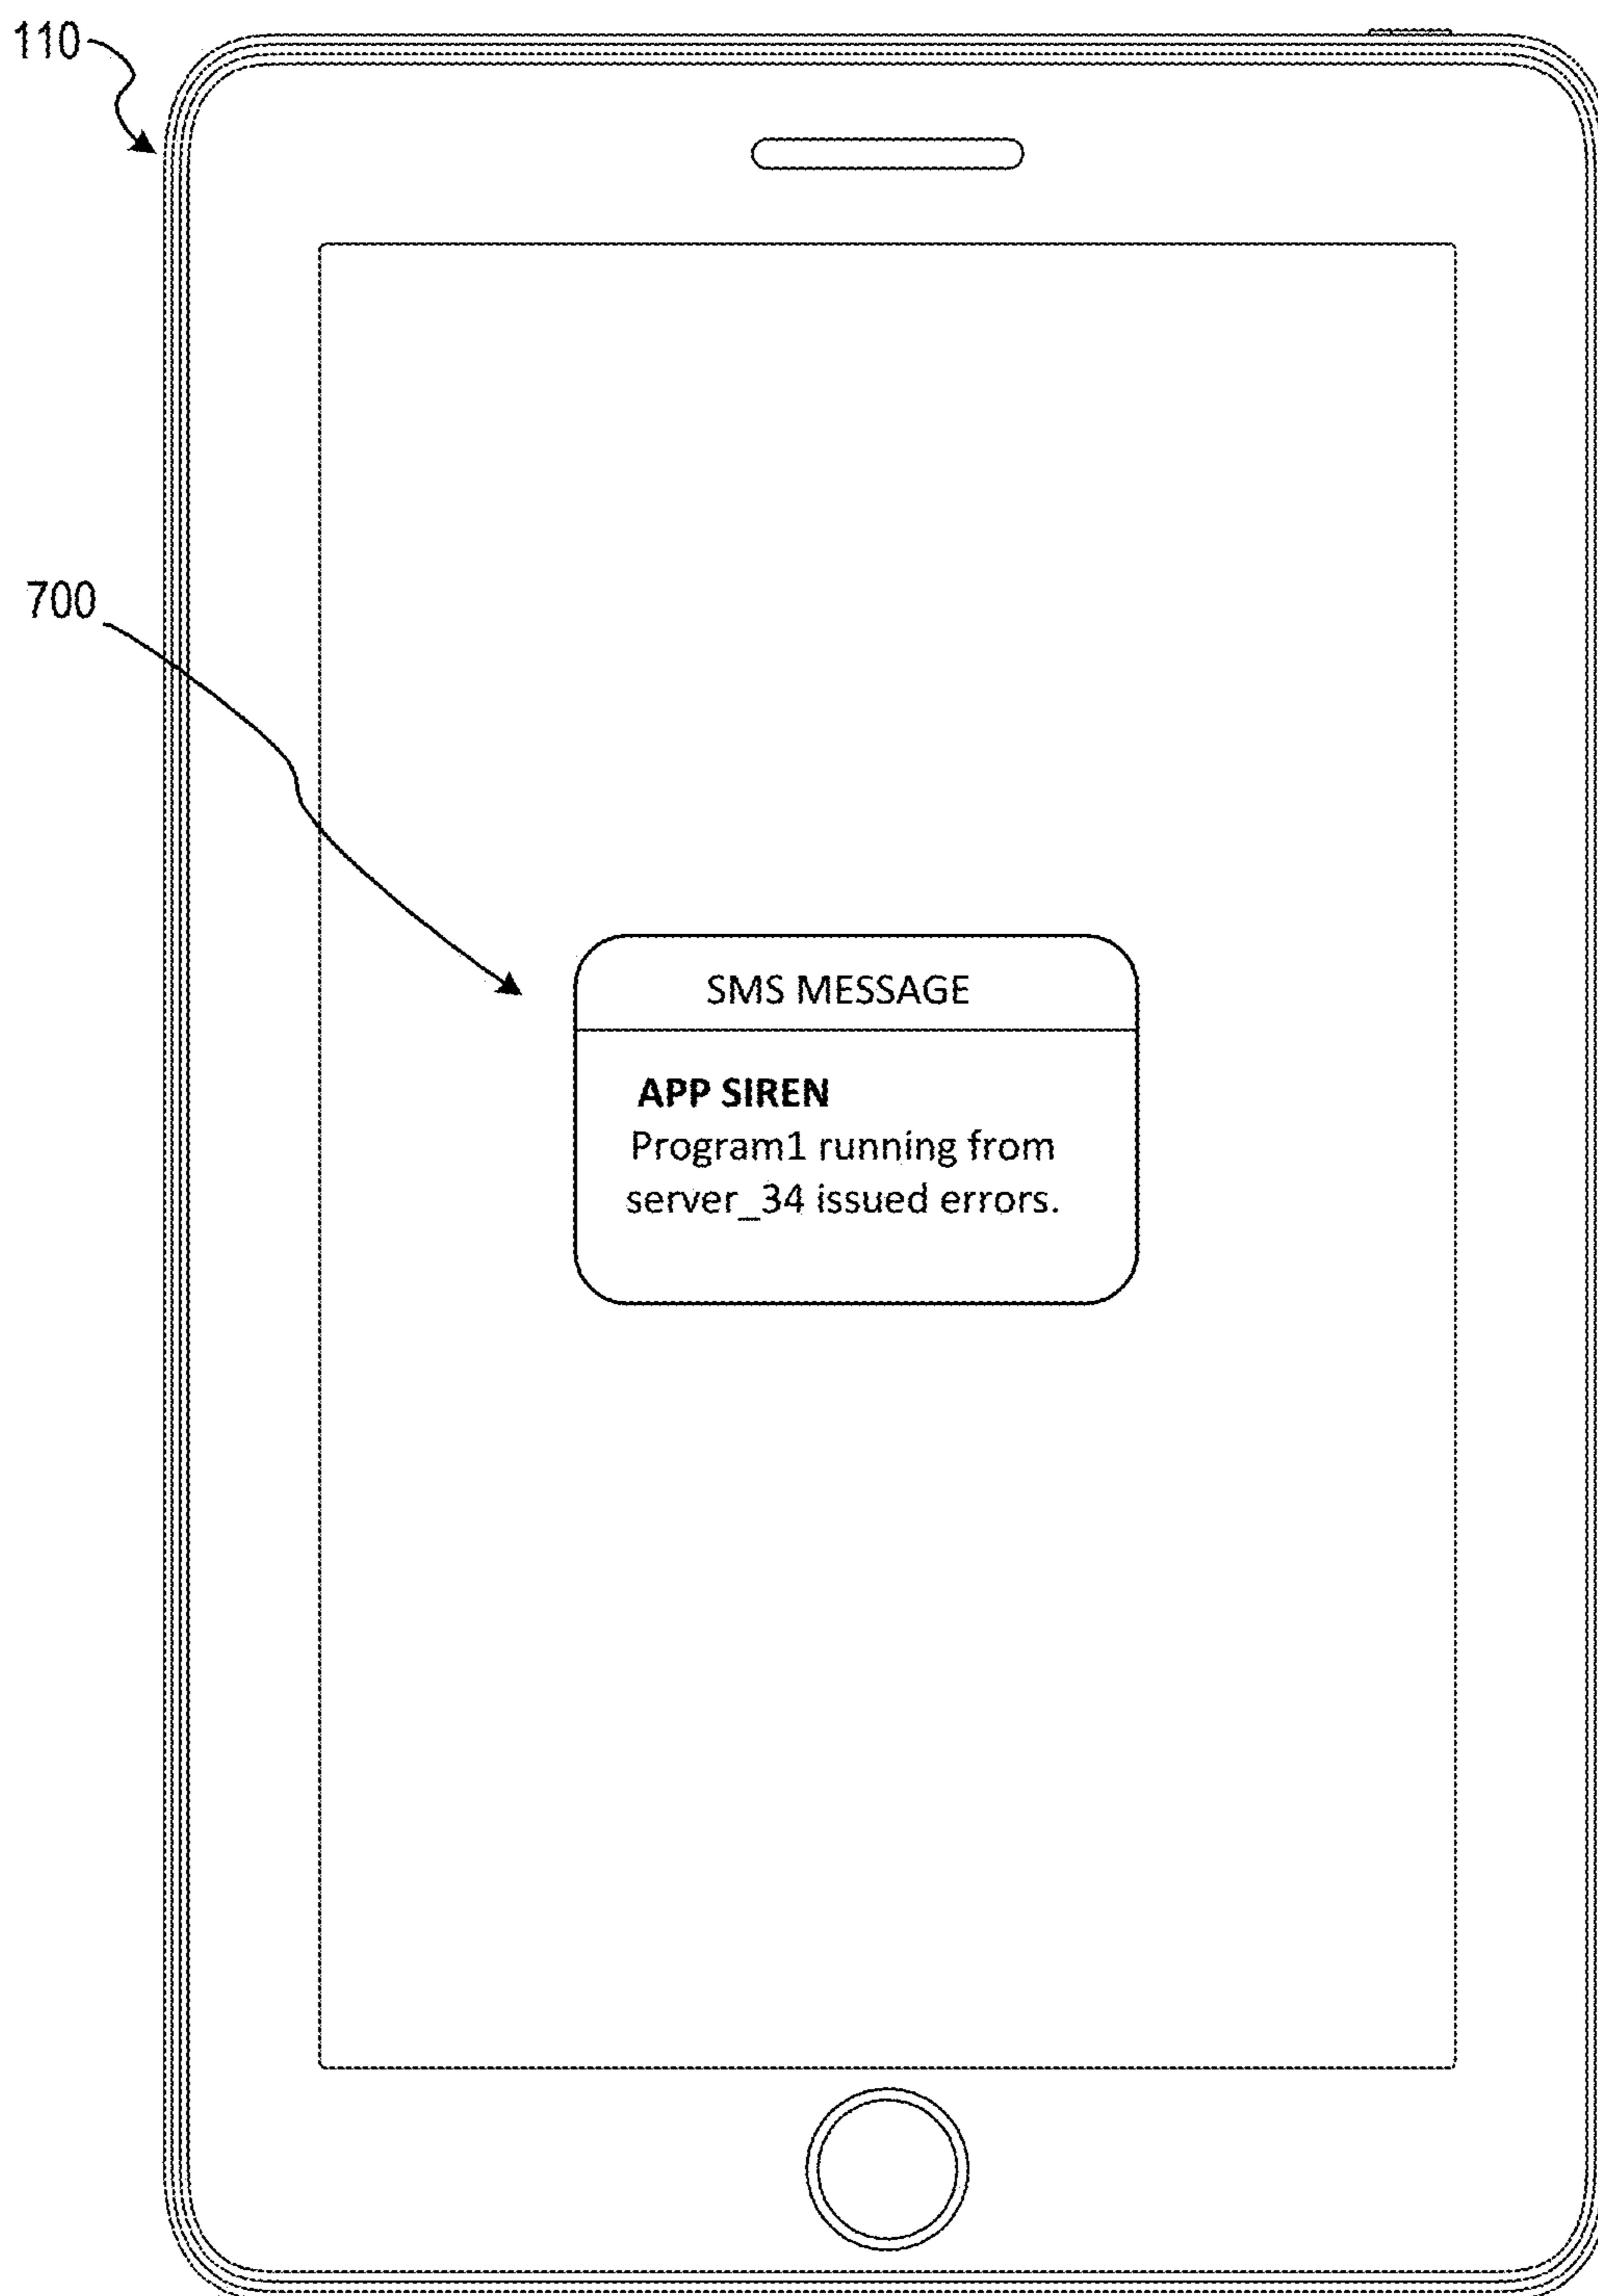 110
700
SMS MESSAGE
APP SIREN
Program1 running from
server_34 issued errors.